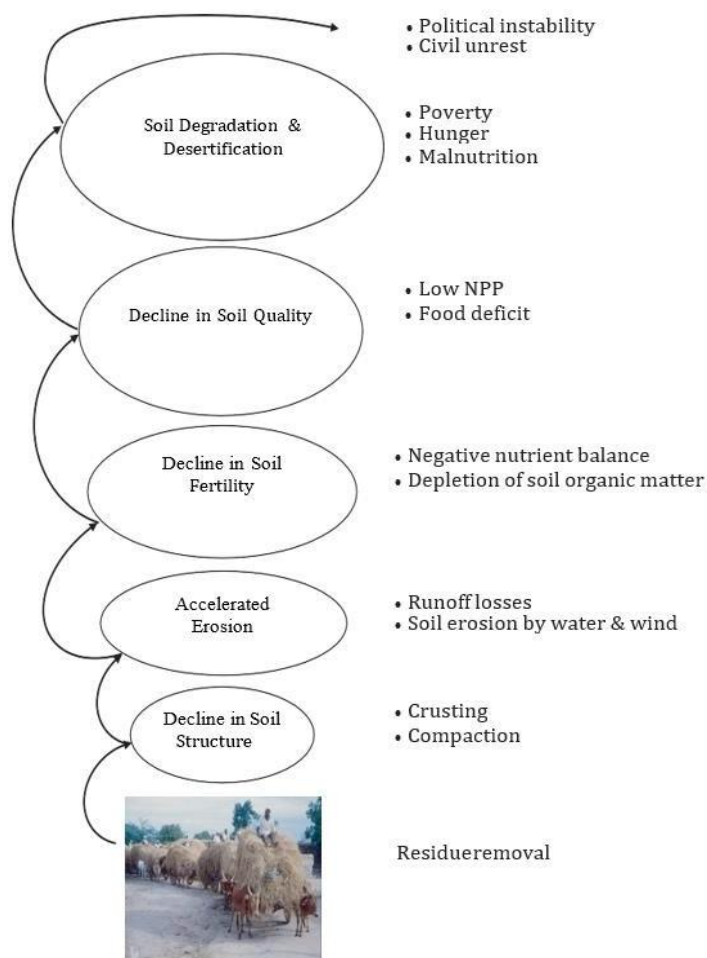 • Political instability
• Civil unrest
Soil Degradation &
Desertification
• Poverty
• Hunger
• Malnutrition
Decline in Soil Quality
• Low NPP
• Food deficit
Decline in Soil
Fertility
• Negative nutrient balance
• Depletion of soil organic matter
Accelerated
Erosion
• Runoff losses
• Soil erosion by water & wind
Decline in Soil
Structure
• Crusting
• Compaction
Residueremoval